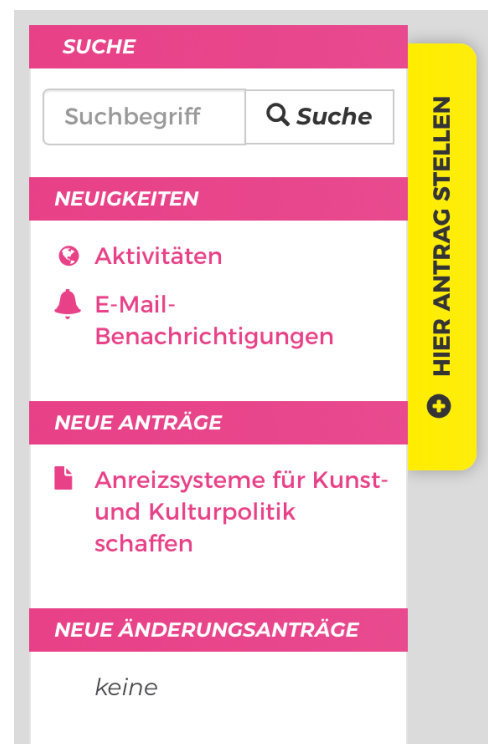 SUCHE
Suchbegriff
Suche
NEUIGKEITEN
Aktivitäten
E-Mail-
Benachrichtigungen
NEUE ANTRÄGE
Anreizsysteme für Kunst-
und Kulturpolitik
schaffen
NEUE ÄNDERUNGSANTRÄGE
keine
HIER ANTRAG STELLEN